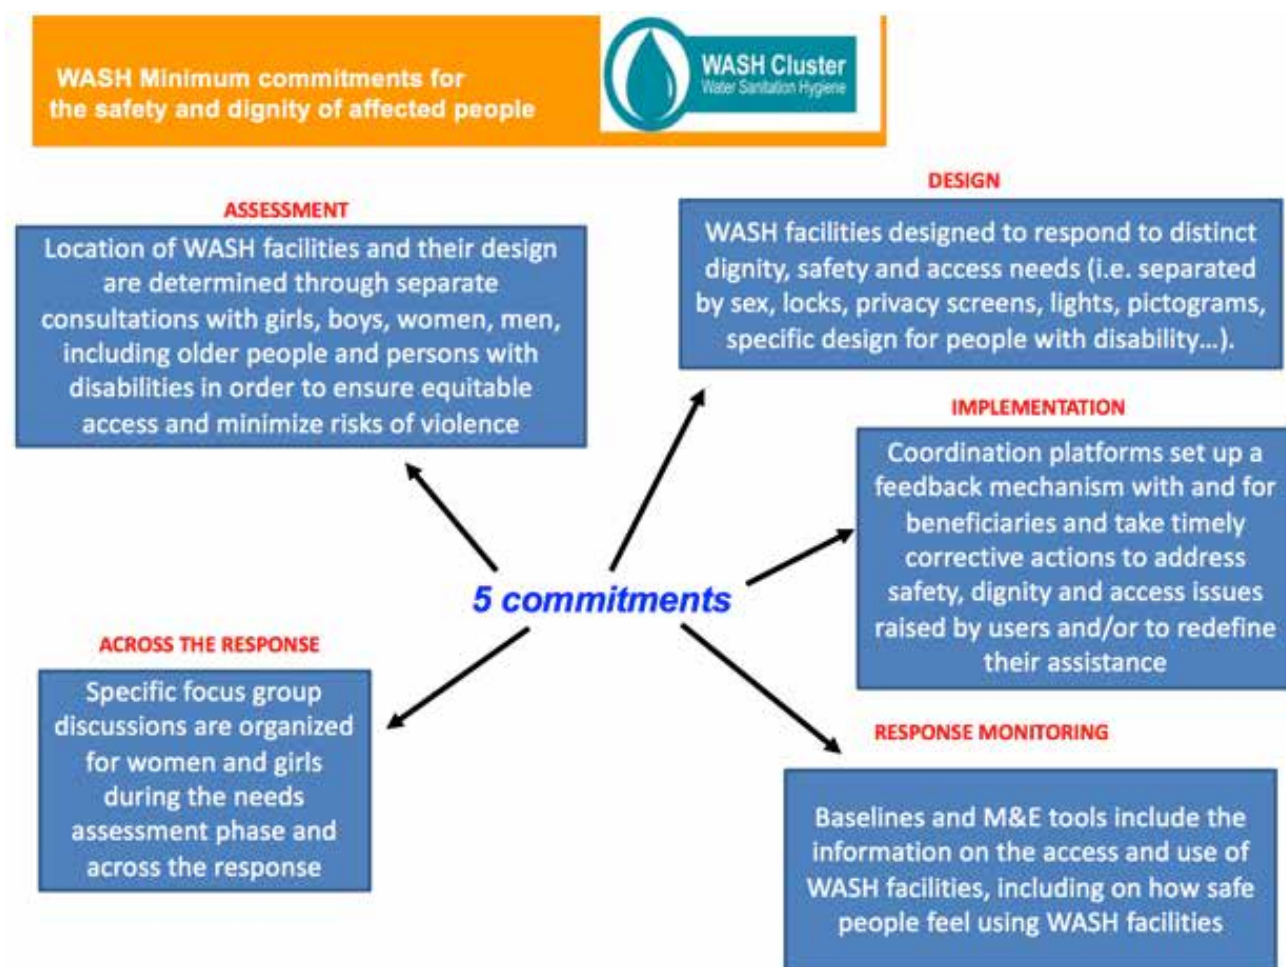 WASH Minimum commitments for
the safety and dignity of affected people
WASH Cluster
Water Sanitation Hygiene
ASSESSMENT
Location of WASH facilities and their design
are determined through separate
consultations with girls, boys, women, men,
including older people and persons with
disabilities in order to ensure equitable
access and minimize risks of violence
DESIGN
WASH facilities designed to respond to distinct
dignity, safety and access needs (i.e. separated
by sex, locks, privacy screens, lights, pictograms,
specific design for people with disability...).
IMPLEMENTATION
Coordination platforms set up a
feedback mechanism with and for
beneficiaries and take timely
corrective actions to address
safety, dignity and access issues
raised by users and/or to redefine
their assistance
5 commitments
ACROSS THE RESPONSE
Specific focus group
discussions are organized
for women and girls
during the needs
assessment phase and
across the response
RESPONSE MONITORING
Baselines and M&E tools include the
information on the access and use of
WASH facilities, including on how safe
people feel using WASH facilities